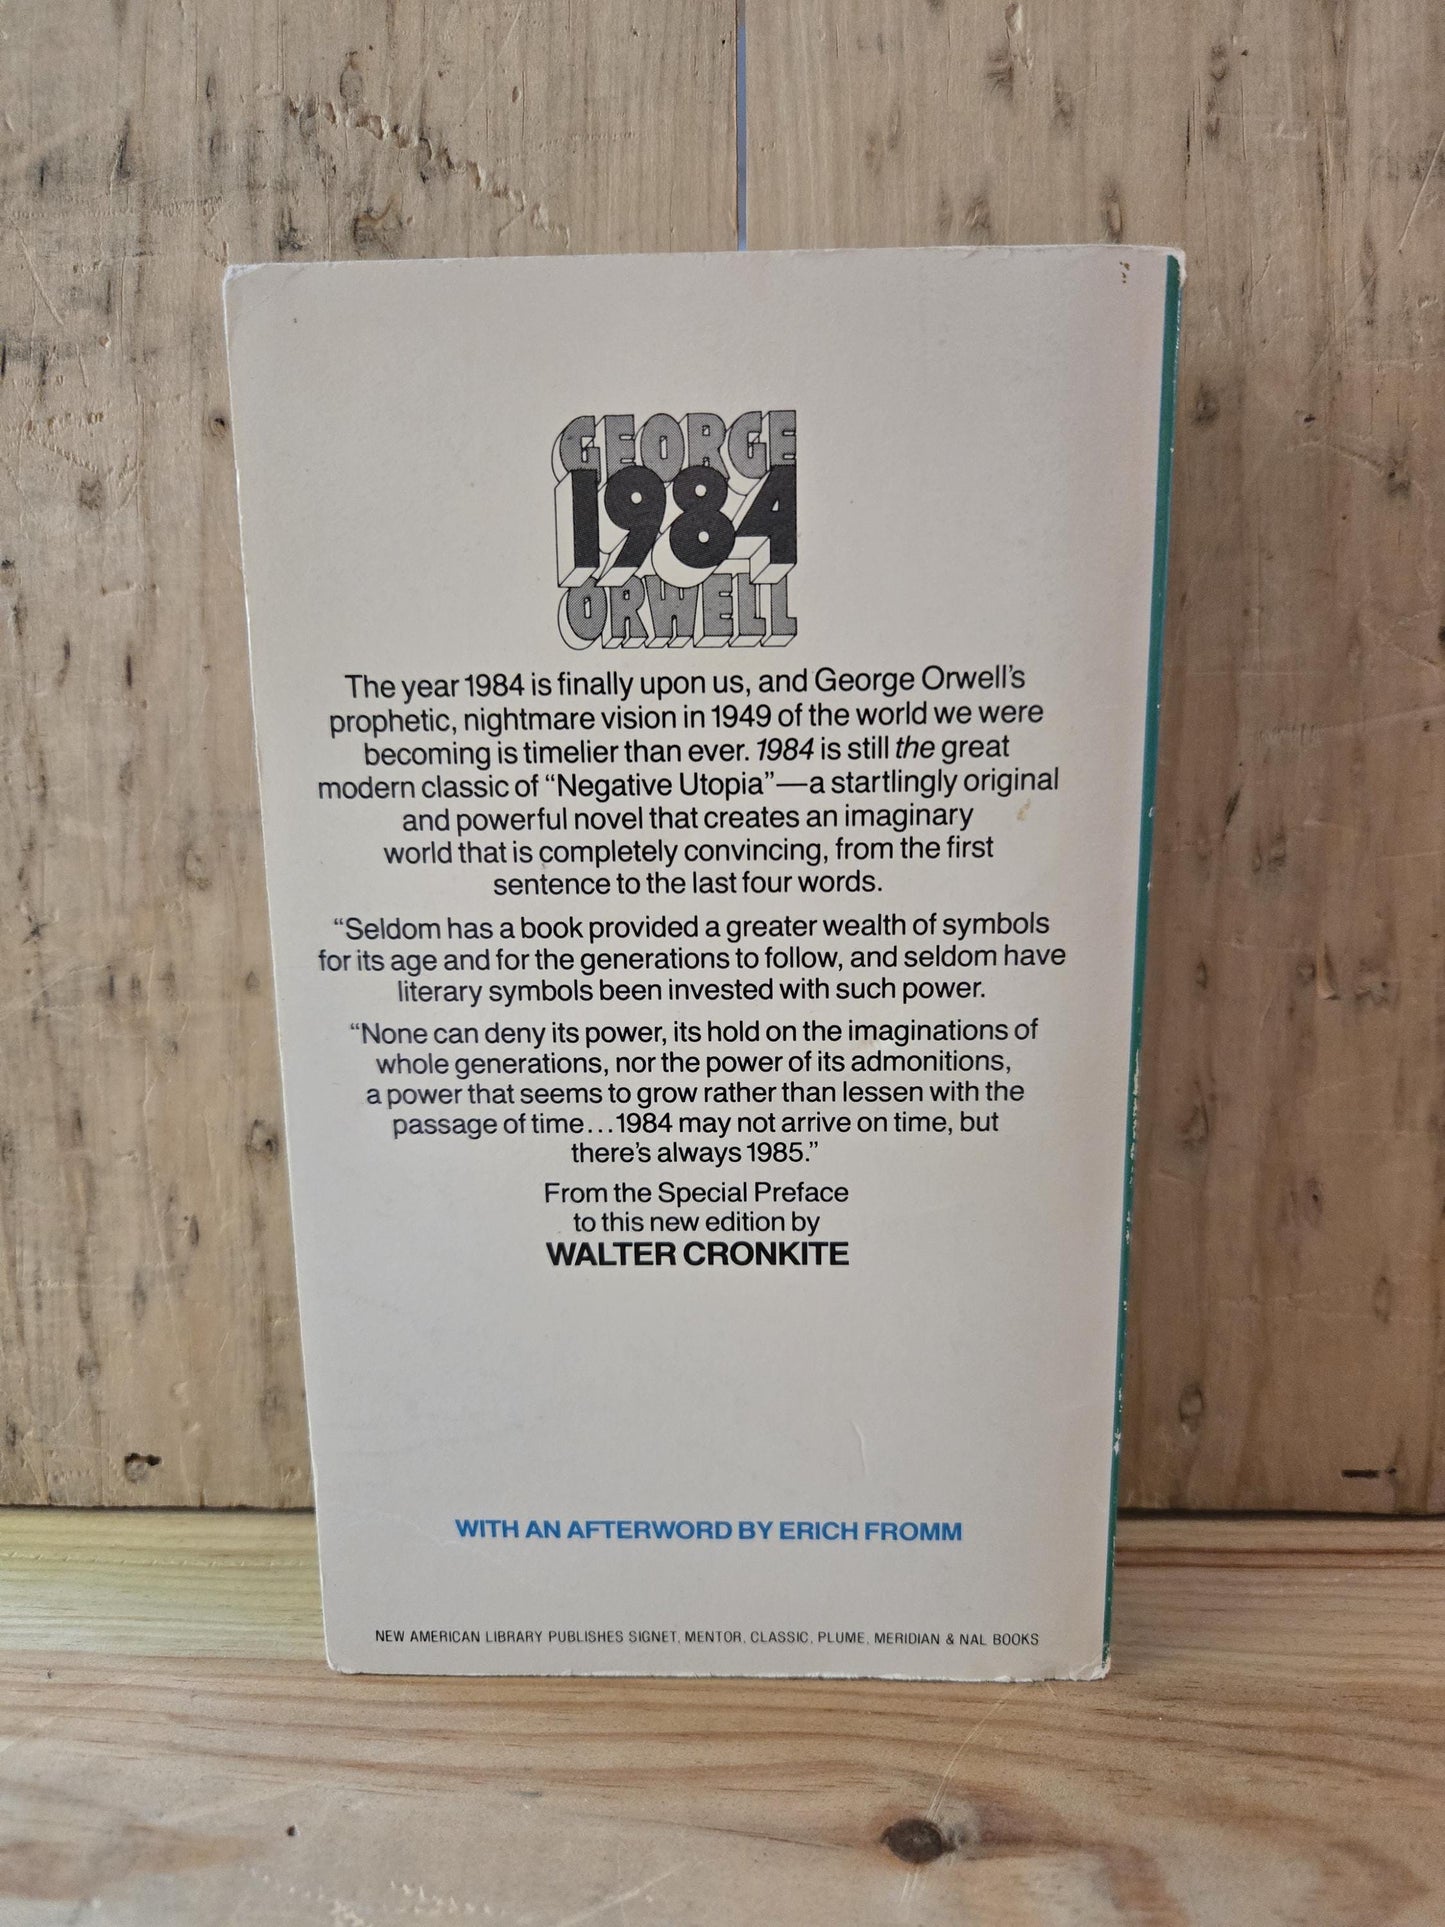 GEORGE
1984
ORWELL
The year 1984 is finally upon us, and George Orwell's
prophetic, nightmare vision in 1949 of the world we were
becoming is timelier than ever. 1984 is still the great
modern classic of “Negative Utopia”—a startlingly original
and powerful novel that creates an imaginary
world that is completely convincing, from the first
sentence to the last four words.
“Seldom has a book provided a greater wealth of symbols
for its age and for the generations to follow, and seldom have
literary symbols been invested with such power.
“None can deny its power, its hold on the imaginations of
whole generations, nor the power of its admonitions,
a power that seems to grow rather than lessen with the
passage of time...1984 may not arrive on time, but
there's always 1985.”
From the Special Preface
to this new edition by
WALTER CRONKITE
WITH AN AFTERWORD BY ERICH FROMM
NEW AMERICAN LIBRARY PUBLISHES SIGNET, MENTOR, CLASSIC, PLUME, MERIDIAN & NAL BOOKS